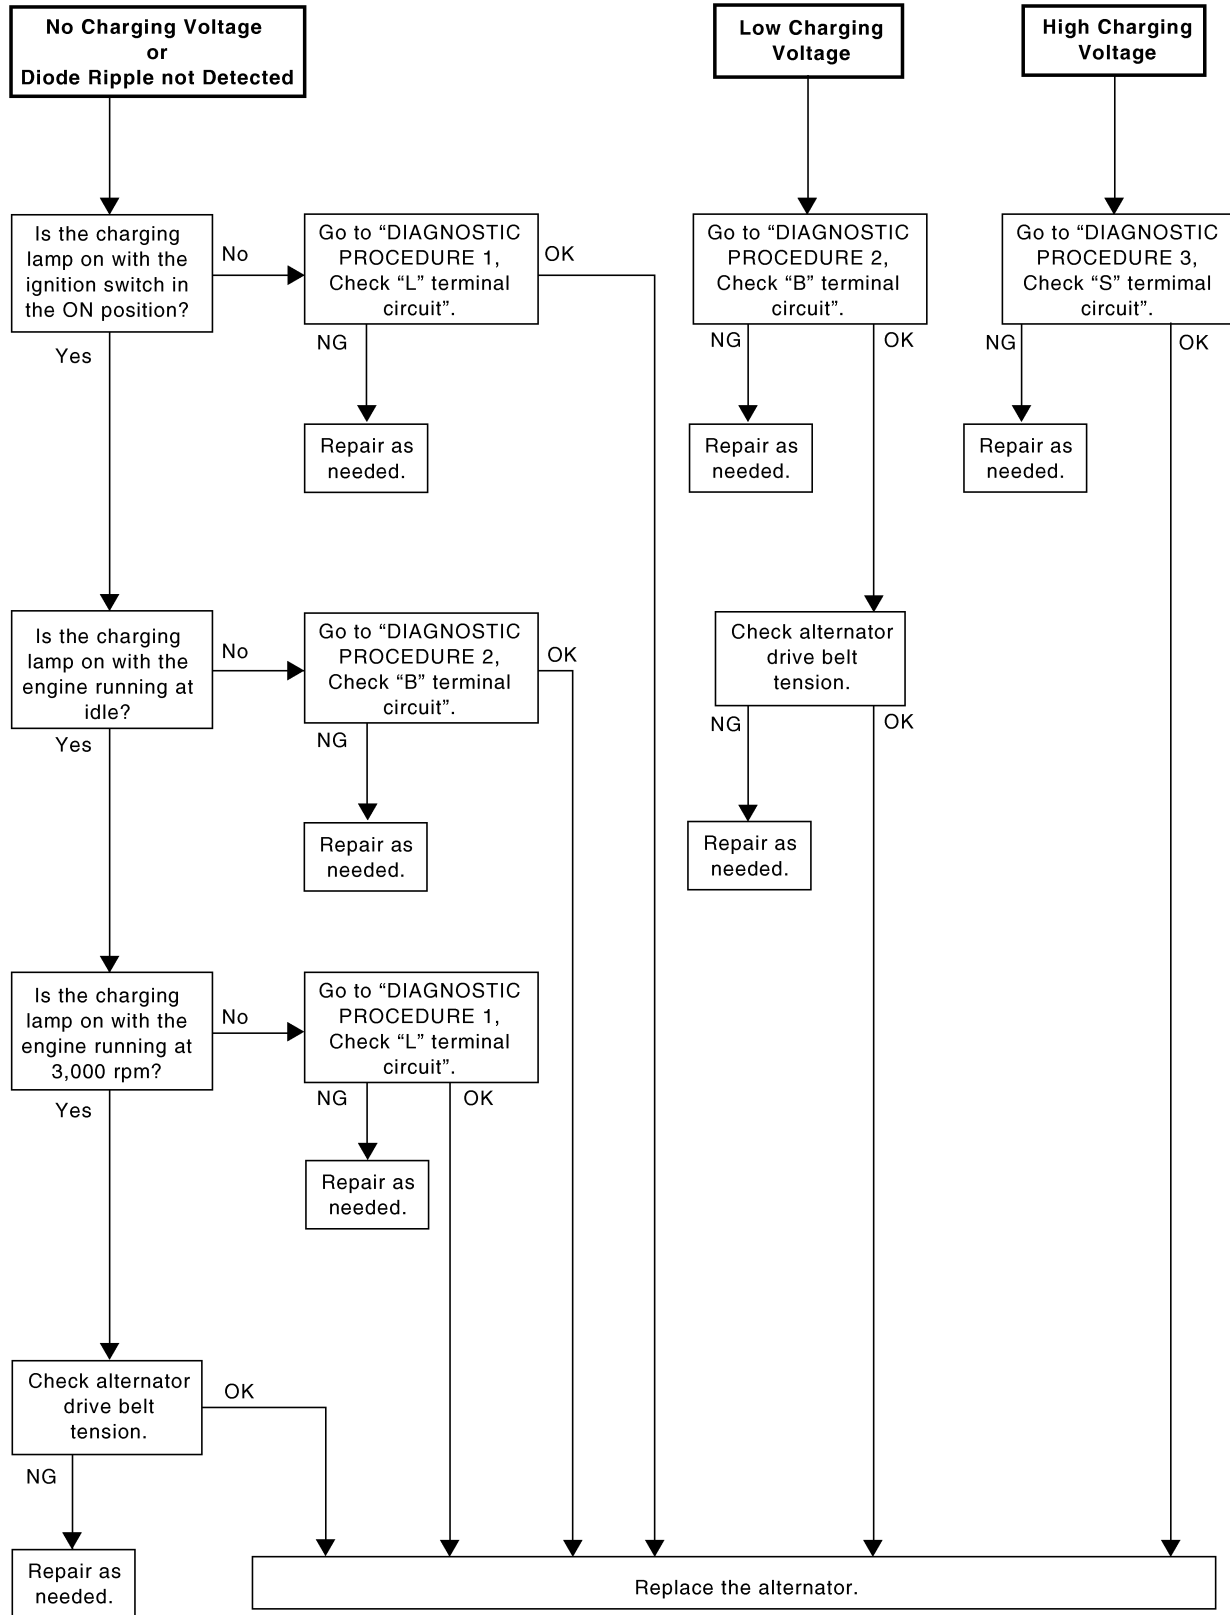 No Charging Voltage
or
Diode Ripple not Detected
Low Charging
Voltage
High Charging
Voltage
Is the charging
lamp on with the
ignition switch in
the ON position?
No
Go to “DIAGNOSTIC
PROCEDURE 1,
Check “L” terminal
circuit”.
OK
Go to “DIAGNOSTIC
PROCEDURE 2,
Check “B” terminal
circuit”.
Go to “DIAGNOSTIC
PROCEDURE 3,
Check “S” termimal
circuit”.
Yes
NG
NG
OK
NG
OK
Repair as
needed.
Repair as
needed.
Repair as
needed.
Is the charging
lamp on with the
engine running at
idle?
No
Go to “DIAGNOSTIC
PROCEDURE 2,
Check “B” terminal
circuit”.
OK
Check alternator
drive belt
tension.
Yes
NG
NG
OK
Repair as
needed.
Repair as
needed.
Is the charging
lamp on with the
engine running at
3,000 rpm?
No
Go to “DIAGNOSTIC
PROCEDURE 1,
Check “L” terminal
circuit”.
Yes
NG
OK
Repair as
needed.
Check alternator
drive belt
tension.
OK
NG
Repair as
needed.
Replace the alternator.